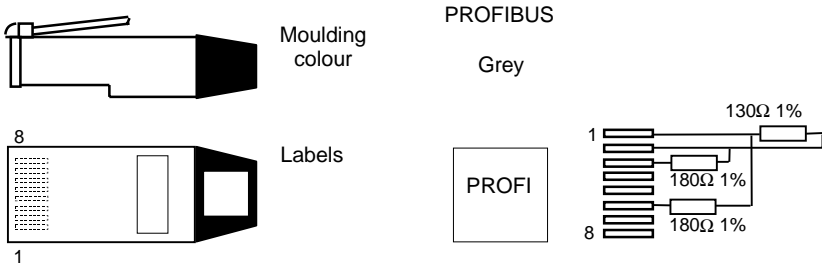 PROFIBUS
Moulding
colour
Grey
130Ω 1%
8
1
Labels
PROFI
180Ω 1%
180Ω 1%
8
1